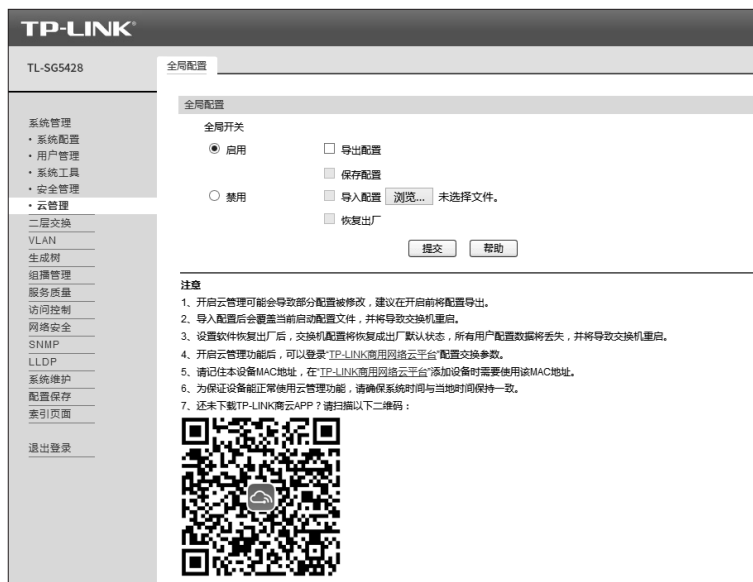 TP-LINK®
TL-SG5428
全局配置
系统管理
• 系统配置
• 用户管理
• 系统工具
• 安全管理
• 云管理
二层交换
VLAN
生成树
组播管理
服务质量
访问控制
网络安全
SNMP
LLDP
系统维护
配置保存
索引页面
退出登录
全局配置
全局开关
启用 导出配置
保存配置
禁用 导入配置 浏览... 未选择文件。
恢复出厂
提交 帮助
注意
1、开启云管理可能会导致部分配置被修改，建议在开启前将配置导出。
2、导入配置后会覆盖当前启动配置文件，并将导致交换机重启。
3、设置软件恢复出厂后，交换机配置将恢复成出厂默认状态，所有用户配置数据将丢失，并将导致交换机重启。
4、开启云管理功能后，可以登录"TP-LINK商用网络云平台"配置交换参数。
5、请记住本设备MAC地址，在"TP-LINK商用网络云平台"添加设备时需要使用该MAC地址。
6、为保证设备能正常使用云管理功能，请确保系统时间与当地时间保持一致。
7、还未下载TP-LINK商云APP？请扫描以下二维码：